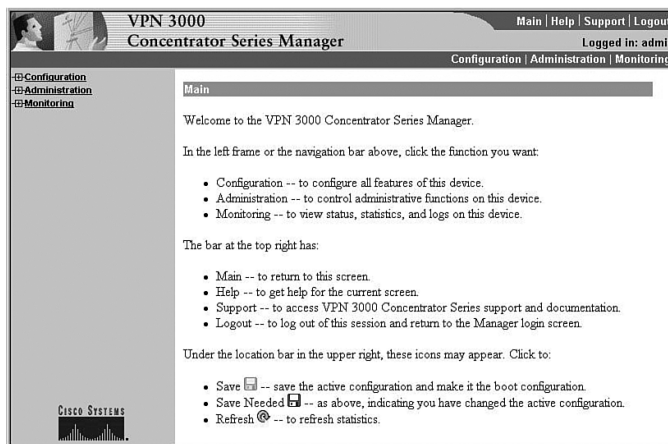 VPN 3000
Concentrator Series Manager
Main | Help | Support | Logout
Logged in: admi
Configuration | Administration | Monitoring
Configuration
Administration
Monitoring
Main
Welcome to the VPN 3000 Concentrator Series Manager.
In the left frame or the navigation bar above, click the function you want:
• Configuration -- to configure all features of this device.
• Administration -- to control administrative functions on this device.
• Monitoring -- to view status, statistics, and logs on this device.
The bar at the top right has:
• Main -- to return to this screen.
• Help -- to get help for the current screen.
• Support -- to access VPN 3000 Concentrator Series support and documentation.
• Logout -- to log out of this session and return to the Manager login screen.
Under the location bar in the upper right, these icons may appear. Click to:
• Save -- save the active configuration and make it the boot configuration.
• Save Needed -- as above, indicating you have changed the active configuration.
• Refresh -- to refresh statistics.
CISCO SYSTEMS